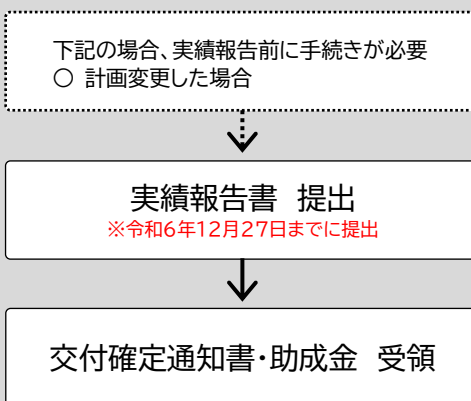 下記の場合、実績報告前に手続きが必要
○ 計画変更した場合
実績報告書 提出
※令和6年12月27日までに提出
交付確定通知書・助成金 受領